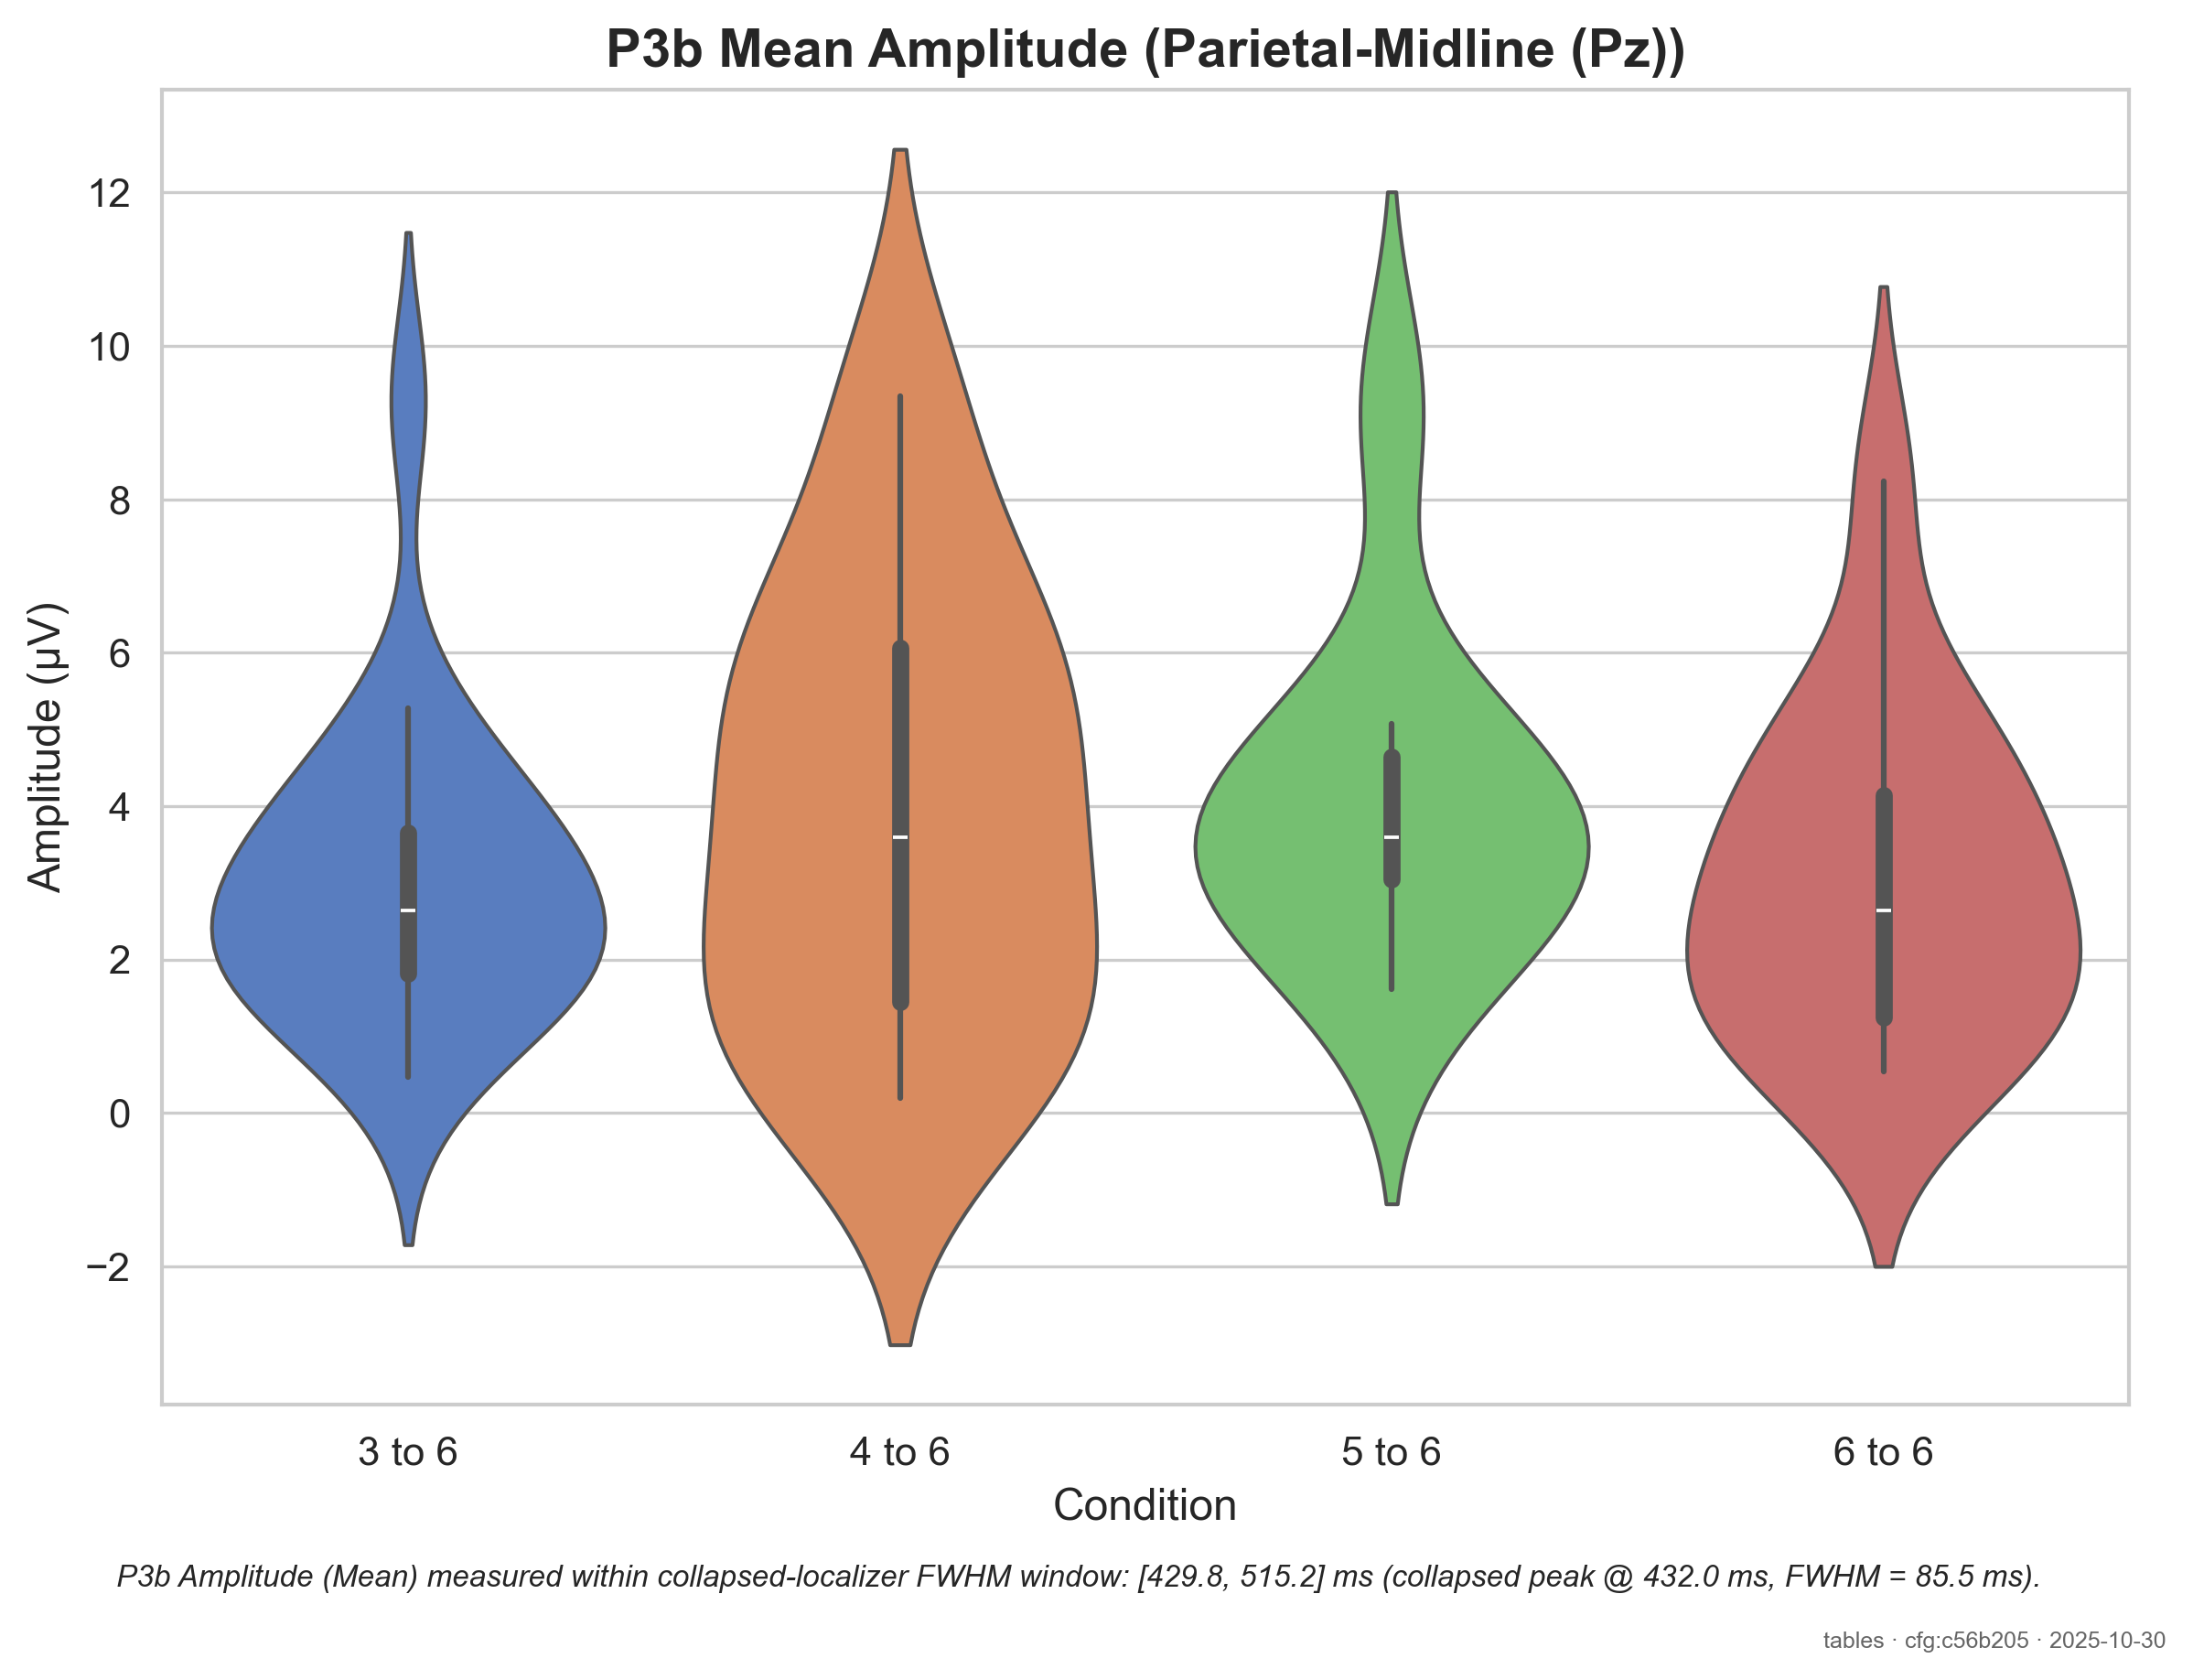 P3b Mean Amplitude (Parietal-Midline (Pz))
12
10
8
6
4
2
0
−2
Amplitude (µV)
3 to 6
4 to 6
5 to 6
6 to 6
Condition
P3b Amplitude (Mean) measured within collapsed-localizer FWHM window: [429.8, 515.2] ms (collapsed peak @ 432.0 ms, FWHM = 85.5 ms).
tables · cfg:c56b205 · 2025-10-30